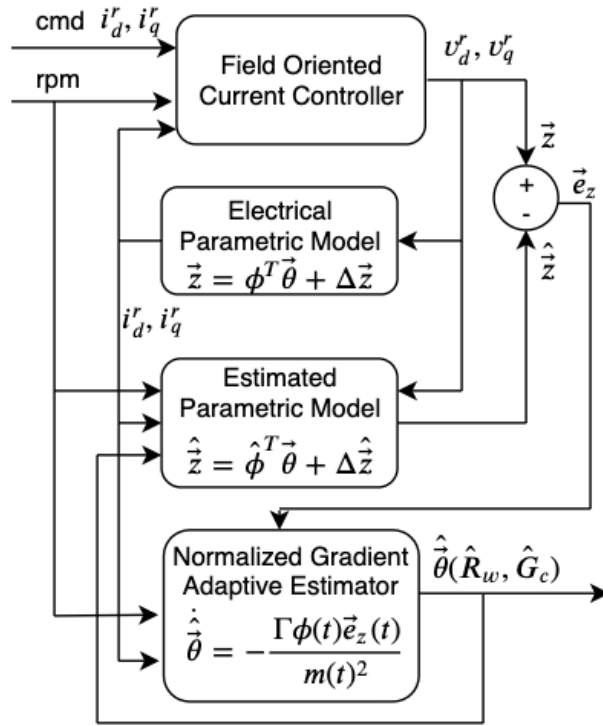 cmd i_d^r, i_q^r
rpm
Field Oriented
Current Controller
v_d^r, v_q^r
z⃗
+
-
e⃗_z
ẑ⃗
Electrical
Parametric Model
z⃗ = ϕ^T θ⃗ + Δz⃗
i_d^r, i_q^r
Estimated
Parametric Model
ẑ⃗ = ϕ̂^T θ⃗ + Δẑ⃗
Normalized Gradient
Adaptive Estimator
θ⃗̂̇ = -Γϕ(t)e⃗_z(t)/m(t)^2
θ⃗̂(R̂_w, Ĝ_c)